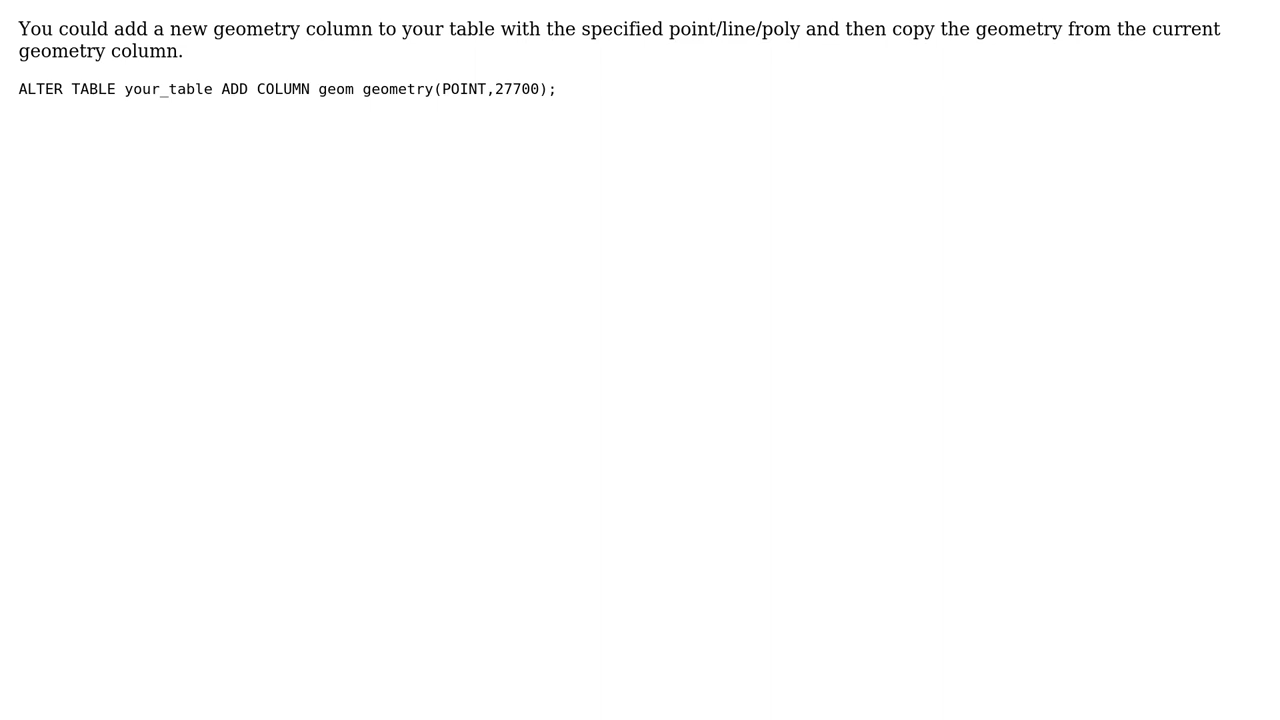 You could add a new geometry column to your table with the specified point/line/poly and then copy the geometry from the current
geometry column.
ALTER TABLE your_table ADD COLUMN geom geometry(POINT,27700);